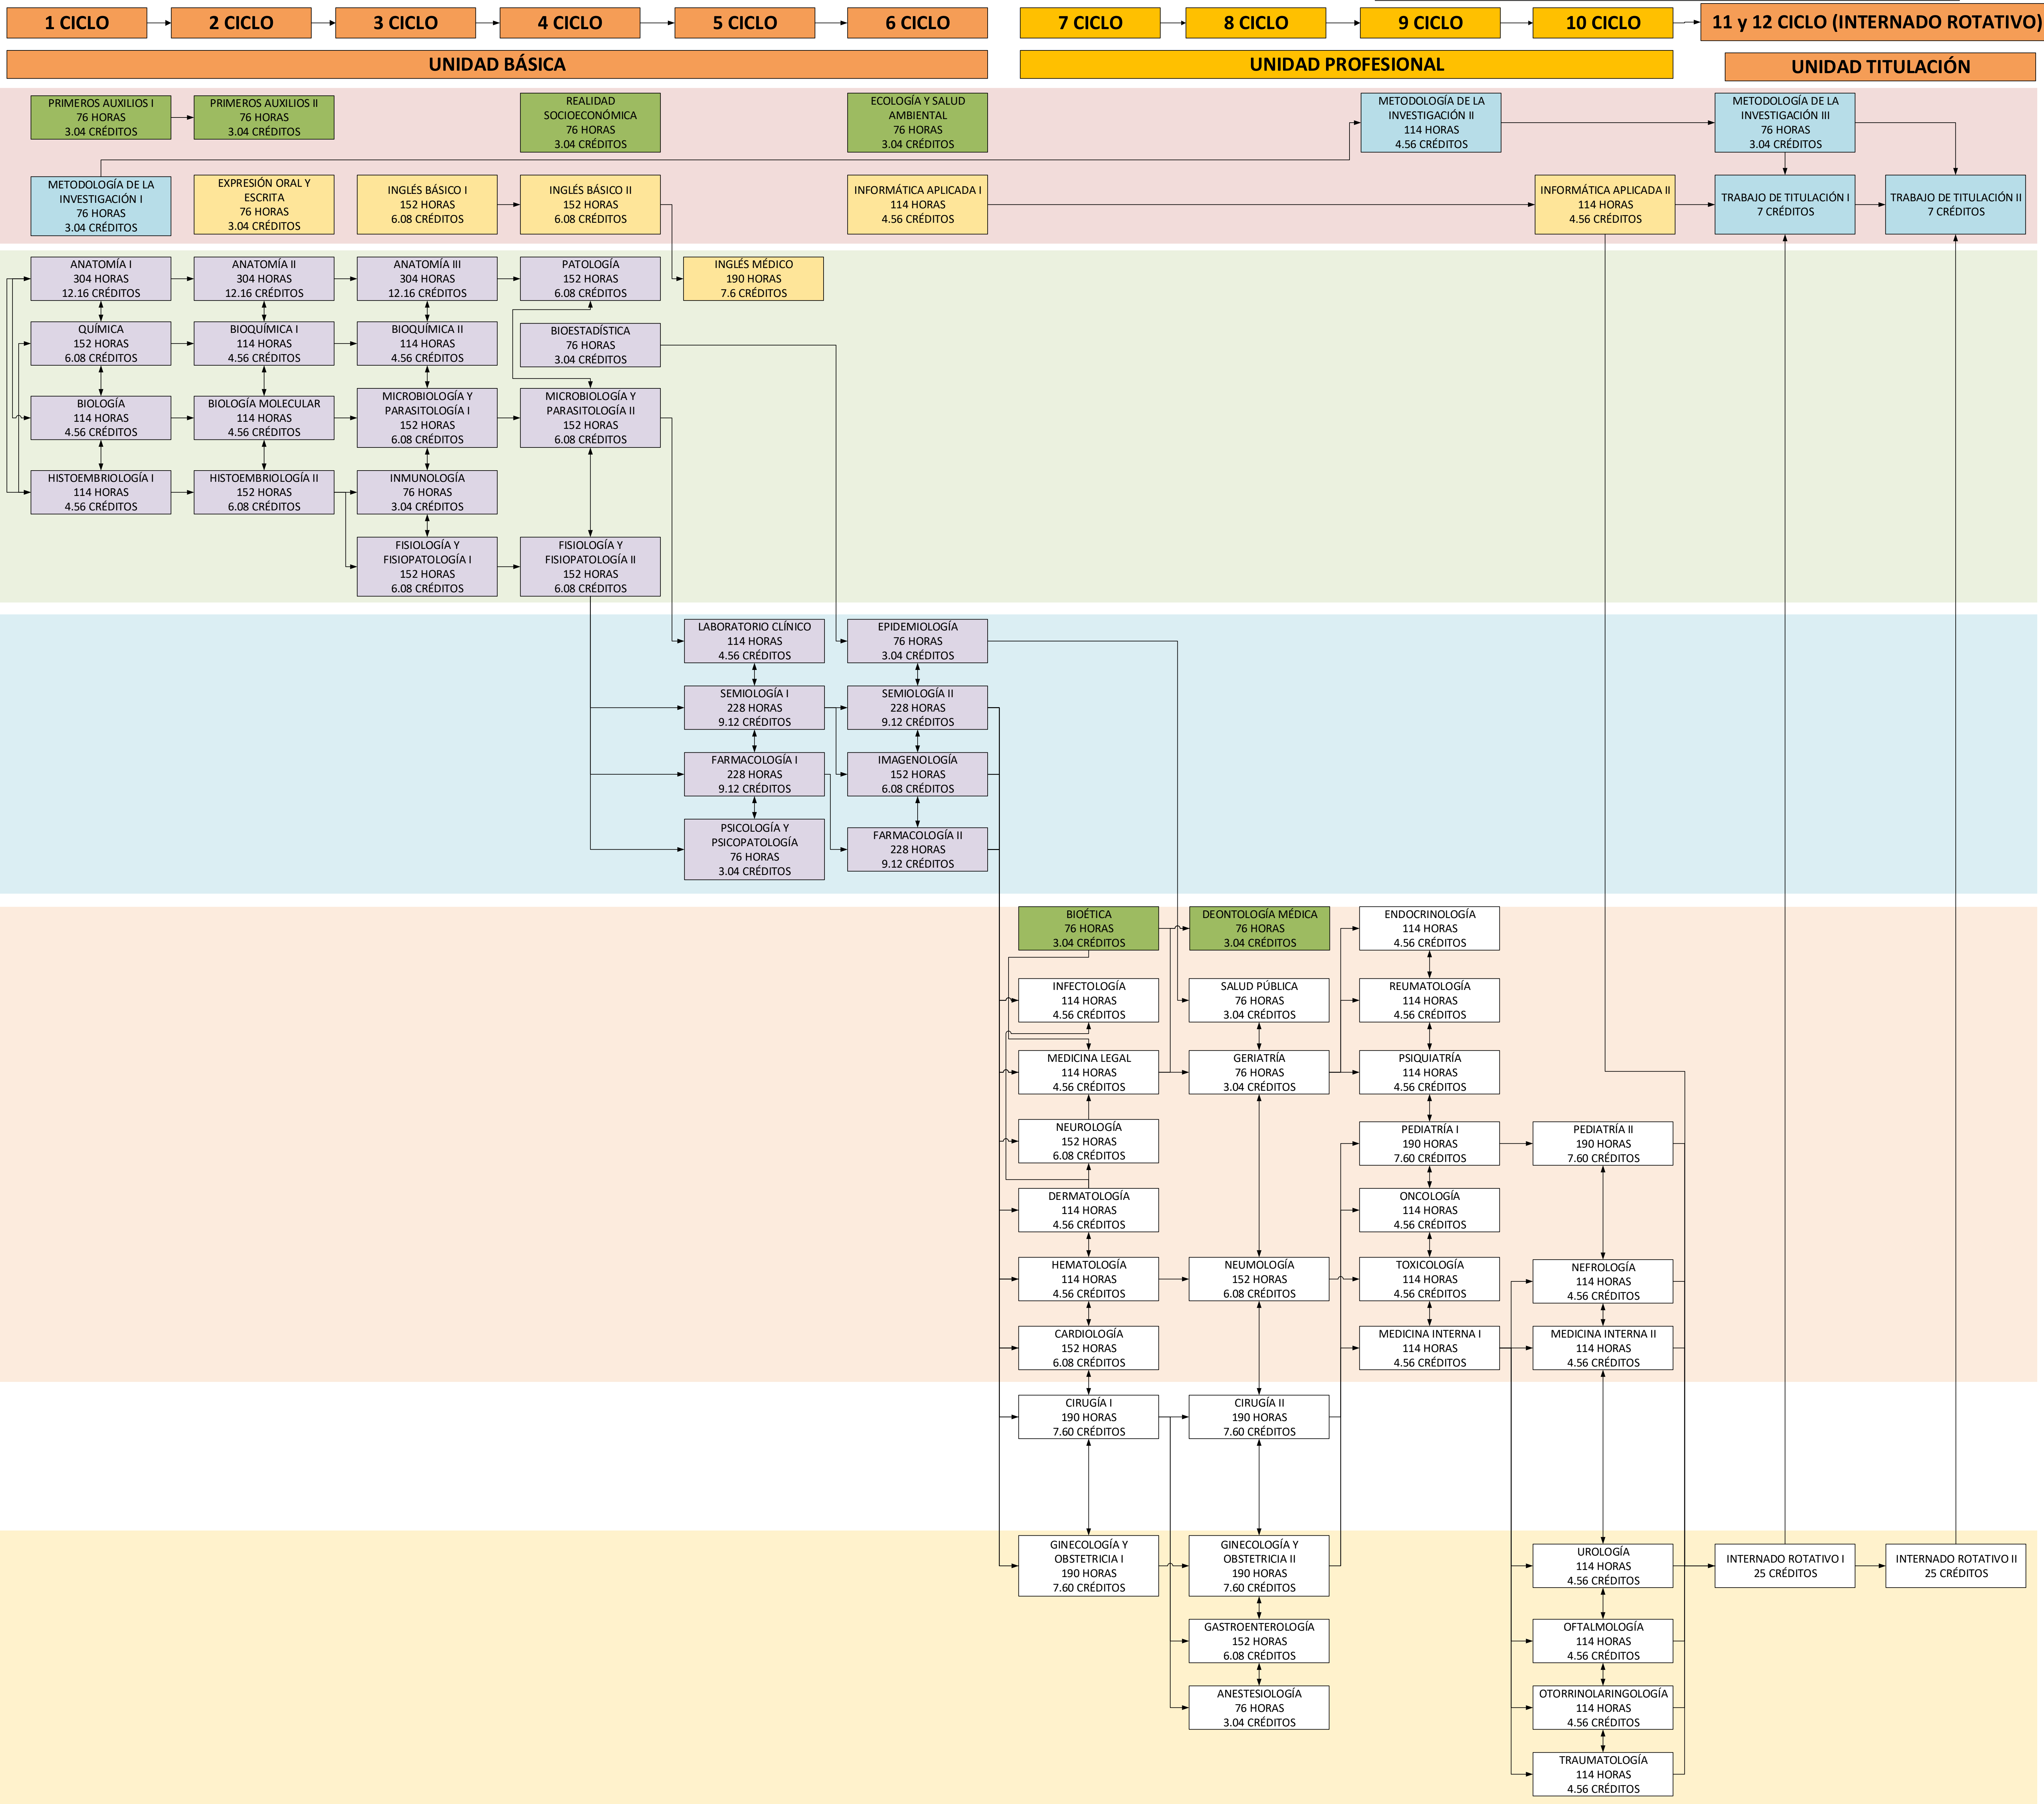 1 CICLO
2 CICLO
3 CICLO
4 CICLO
5 CICLO
6 CICLO
7 CICLO
8 CICLO
9 CICLO
10 CICLO
11 y 12 CICLO (INTERNADO ROTATIVO)
UNIDAD BÁSICA
UNIDAD PROFESIONAL
UNIDAD TITULACIÓN
PRIMEROS AUXILIOS I
76 HORAS
3.04 CRÉDITOS
PRIMEROS AUXILIOS II
76 HORAS
3.04 CRÉDITOS
REALIDAD
SOCIOECONÓMICA
76 HORAS
3.04 CRÉDITOS
ECOLOGÍA Y SALUD
AMBIENTAL
76 HORAS
3.04 CRÉDITOS
METODOLOGÍA DE LA
INVESTIGACIÓN II
114 HORAS
4.56 CRÉDITOS
METODOLOGÍA DE LA
INVESTIGACIÓN III
76 HORAS
3.04 CRÉDITOS
METODOLOGÍA DE LA
INVESTIGACIÓN I
76 HORAS
3.04 CRÉDITOS
EXPRESIÓN ORAL Y
ESCRITA
76 HORAS
3.04 CRÉDITOS
INGLÉS BÁSICO I
152 HORAS
6.08 CRÉDITOS
INGLÉS BÁSICO II
152 HORAS
6.08 CRÉDITOS
INFORMÁTICA APLICADA I
114 HORAS
4.56 CRÉDITOS
INFORMÁTICA APLICADA II
114 HORAS
4.56 CRÉDITOS
TRABAJO DE TITULACIÓN I
7 CRÉDITOS
TRABAJO DE TITULACIÓN II
7 CRÉDITOS
ANATOMÍA I
304 HORAS
12.16 CRÉDITOS
ANATOMÍA II
304 HORAS
12.16 CRÉDITOS
ANATOMÍA III
304 HORAS
12.16 CRÉDITOS
PATOLOGÍA
152 HORAS
6.08 CRÉDITOS
INGLÉS MÉDICO
190 HORAS
7.6 CRÉDITOS
QUÍMICA
152 HORAS
6.08 CRÉDITOS
BIOQUÍMICA I
114 HORAS
4.56 CRÉDITOS
BIOQUÍMICA II
114 HORAS
4.56 CRÉDITOS
BIOESTADÍSTICA
76 HORAS
3.04 CRÉDITOS
BIOLOGÍA
114 HORAS
4.56 CRÉDITOS
BIOLOGÍA MOLECULAR
114 HORAS
4.56 CRÉDITOS
MICROBIOLOGÍA Y
PARASITOLOGÍA I
152 HORAS
6.08 CRÉDITOS
MICROBIOLOGÍA Y
PARASITOLOGÍA II
152 HORAS
6.08 CRÉDITOS
HISTOEMBRIOLOGÍA I
114 HORAS
4.56 CRÉDITOS
HISTOEMBRIOLOGÍA II
152 HORAS
6.08 CRÉDITOS
INMUNOLOGÍA
76 HORAS
3.04 CRÉDITOS
FISIOLOGÍA Y
FISIOPATOLOGÍA I
152 HORAS
6.08 CRÉDITOS
FISIOLOGÍA Y
FISIOPATOLOGÍA II
152 HORAS
6.08 CRÉDITOS
LABORATORIO CLÍNICO
114 HORAS
4.56 CRÉDITOS
EPIDEMIOLOGÍA
76 HORAS
3.04 CRÉDITOS
SEMIOLOGÍA I
228 HORAS
9.12 CRÉDITOS
SEMIOLOGÍA II
228 HORAS
9.12 CRÉDITOS
FARMACOLOGÍA I
228 HORAS
9.12 CRÉDITOS
IMAGENOLOGÍA
152 HORAS
6.08 CRÉDITOS
PSICOLOGÍA Y
PSICOPATOLOGÍA
76 HORAS
3.04 CRÉDITOS
FARMACOLOGÍA II
228 HORAS
9.12 CRÉDITOS
BIOÉTICA
76 HORAS
3.04 CRÉDITOS
DEONTOLOGÍA MÉDICA
76 HORAS
3.04 CRÉDITOS
ENDOCRINOLOGÍA
114 HORAS
4.56 CRÉDITOS
INFECTOLOGÍA
114 HORAS
4.56 CRÉDITOS
SALUD PÚBLICA
76 HORAS
3.04 CRÉDITOS
REUMATOLOGÍA
114 HORAS
4.56 CRÉDITOS
MEDICINA LEGAL
114 HORAS
4.56 CRÉDITOS
GERIATRÍA
76 HORAS
3.04 CRÉDITOS
PSIQUIATRÍA
114 HORAS
4.56 CRÉDITOS
NEUROLOGÍA
152 HORAS
6.08 CRÉDITOS
PEDIATRÍA I
190 HORAS
7.60 CRÉDITOS
PEDIATRÍA II
190 HORAS
7.60 CRÉDITOS
DERMATOLOGÍA
114 HORAS
4.56 CRÉDITOS
ONCOLOGÍA
114 HORAS
4.56 CRÉDITOS
HEMATOLOGÍA
114 HORAS
4.56 CRÉDITOS
NEUMOLOGÍA
152 HORAS
6.08 CRÉDITOS
TOXICOLOGÍA
114 HORAS
4.56 CRÉDITOS
NEFROLOGÍA
114 HORAS
4.56 CRÉDITOS
CARDIOLOGÍA
152 HORAS
6.08 CRÉDITOS
MEDICINA INTERNA I
114 HORAS
4.56 CRÉDITOS
MEDICINA INTERNA II
114 HORAS
4.56 CRÉDITOS
CIRUGÍA I
190 HORAS
7.60 CRÉDITOS
CIRUGÍA II
190 HORAS
7.60 CRÉDITOS
GINECOLOGÍA Y
OBSTETRICIA I
190 HORAS
7.60 CRÉDITOS
GINECOLOGÍA Y
OBSTETRICIA II
190 HORAS
7.60 CRÉDITOS
UROLOGÍA
114 HORAS
4.56 CRÉDITOS
INTERNADO ROTATIVO I
25 CRÉDITOS
INTERNADO ROTATIVO II
25 CRÉDITOS
GASTROENTEROLOGÍA
152 HORAS
6.08 CRÉDITOS
OFTALMOLOGÍA
114 HORAS
4.56 CRÉDITOS
ANESTESIOLOGÍA
76 HORAS
3.04 CRÉDITOS
OTORRINOLARINGOLOGÍA
114 HORAS
4.56 CRÉDITOS
TRAUMATOLOGÍA
114 HORAS
4.56 CRÉDITOS